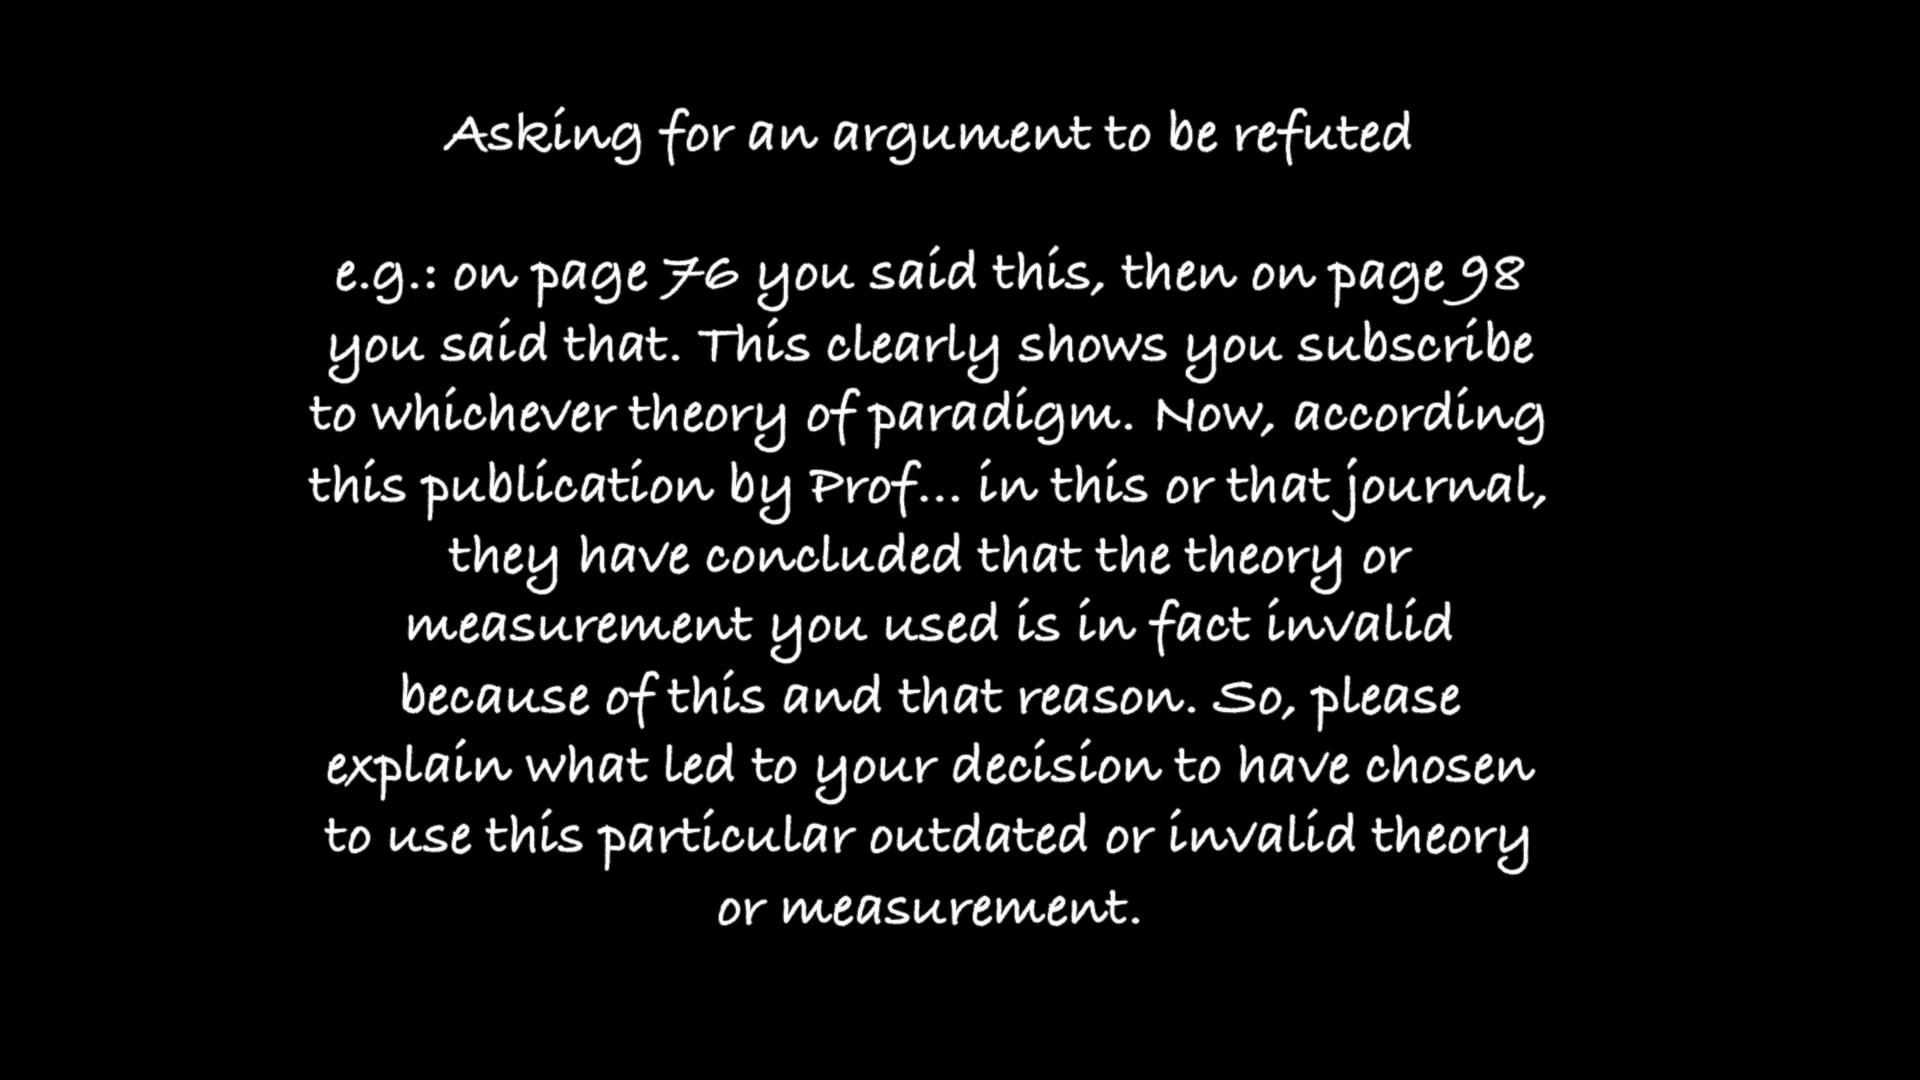 Asking for an argument to be refuted
e.g.: on page 76 you said this, then on page 98
you said that. This clearly shows you subscribe
to whichever theory of paradigm. Now, according
this publication by Prof... in this or that journal,
they have concluded that the theory or
measurement you used is in fact invalid
because of this and that reason. So, please
explain what led to your decision to have chosen
to use this particular outdated or invalid theory
or measurement.